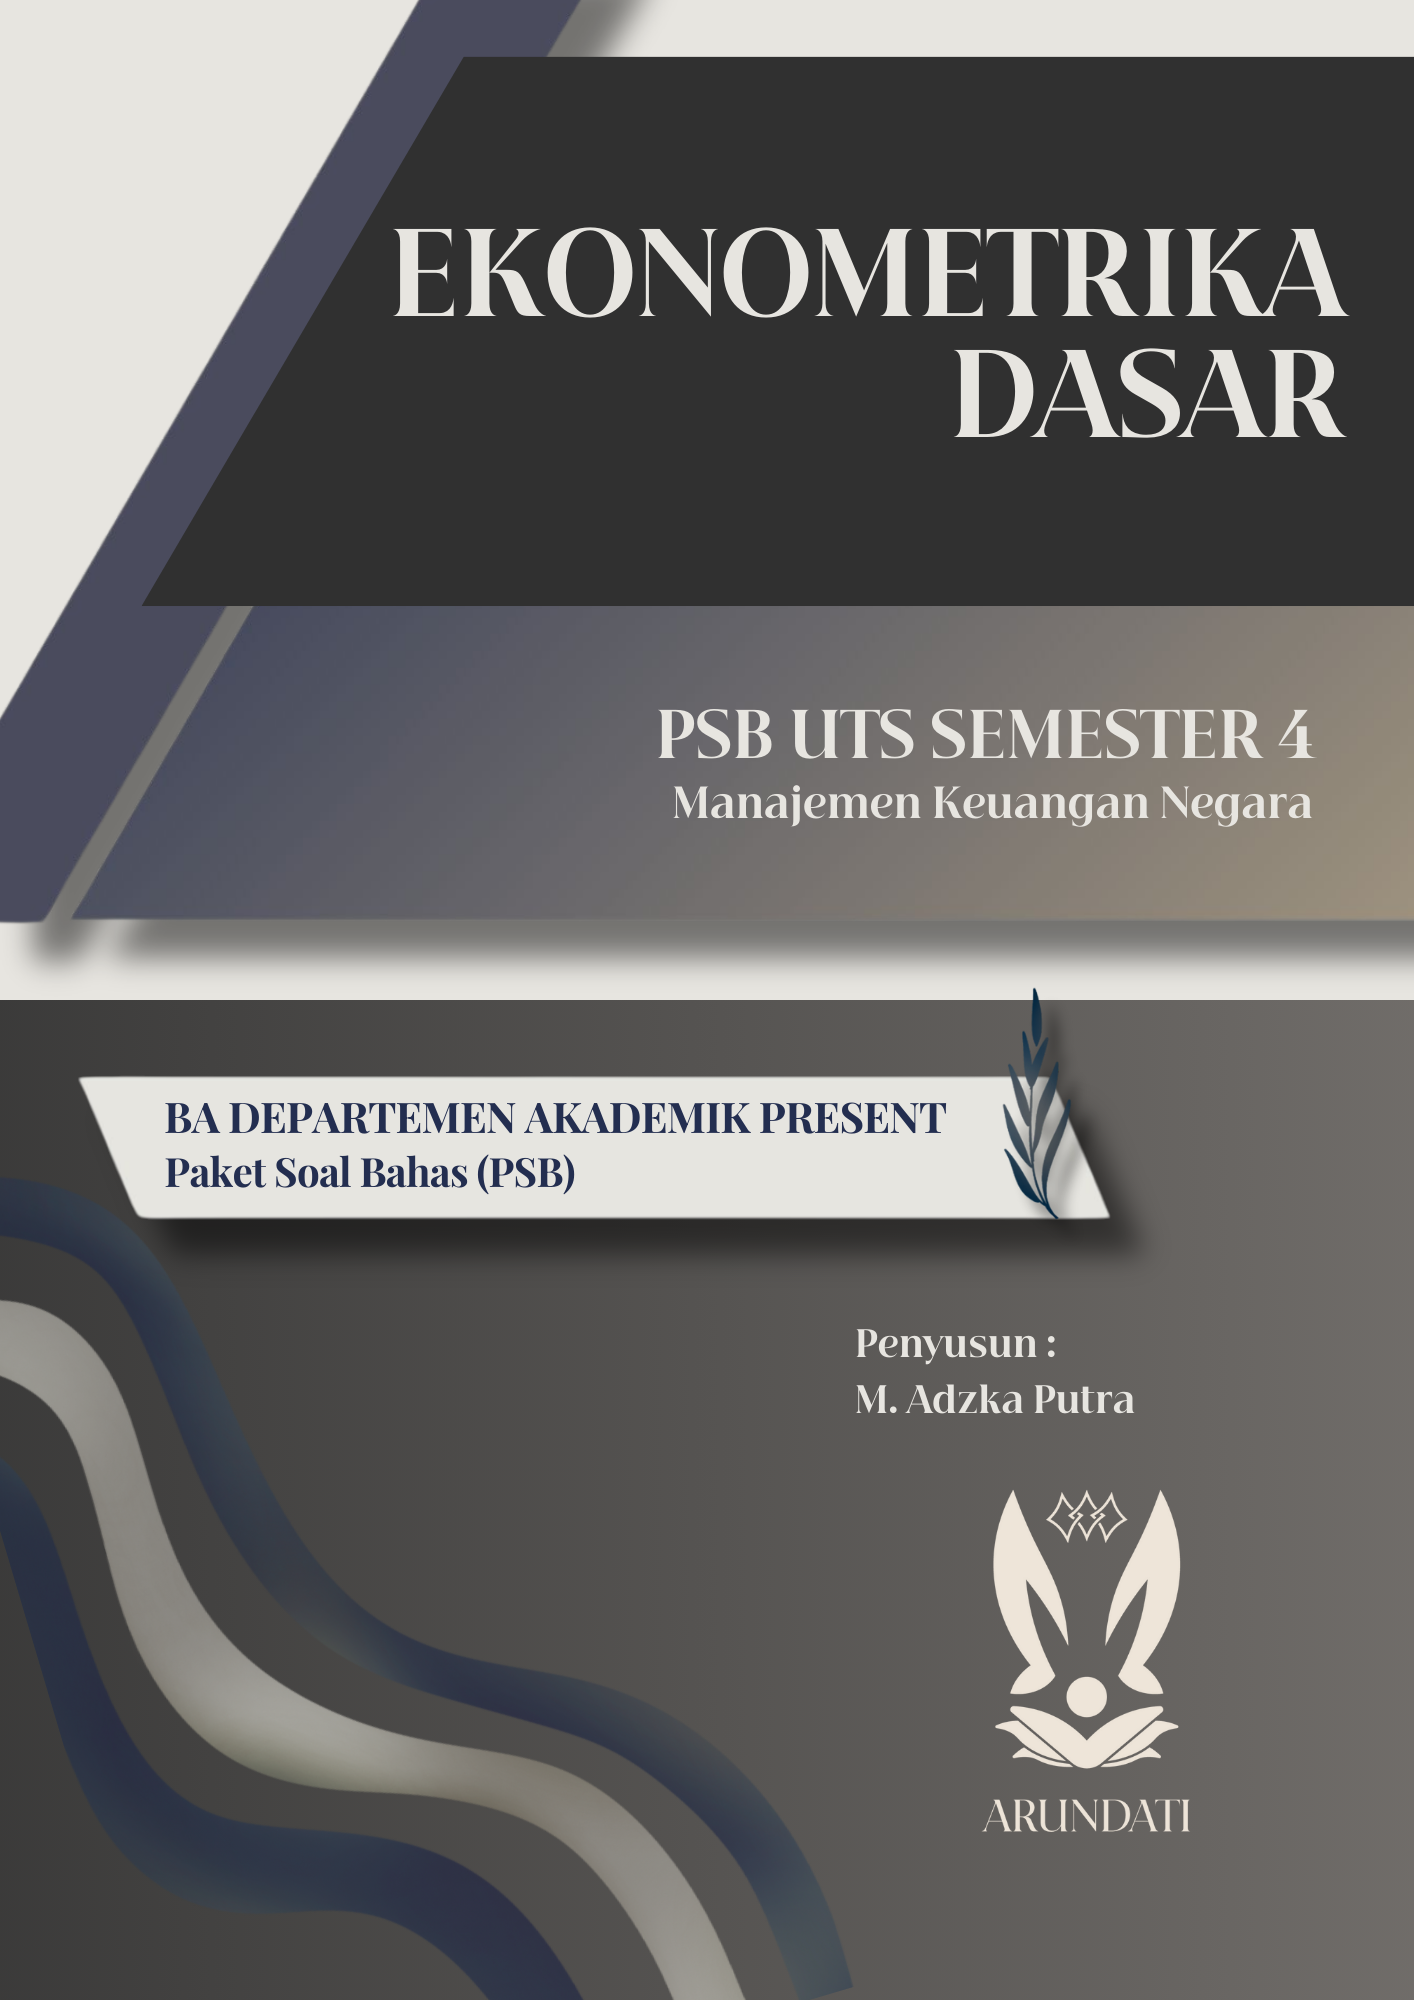 EKONOMETRIKA
DASAR
PSB UTS SEMESTER 4
Manajemen Keuangan Negara
BA DEPARTEMEN AKADEMIK PRESENT
Paket Soal Bahas (PSB)
Penyusun :
M. Adzka Putra
ARUNDATI